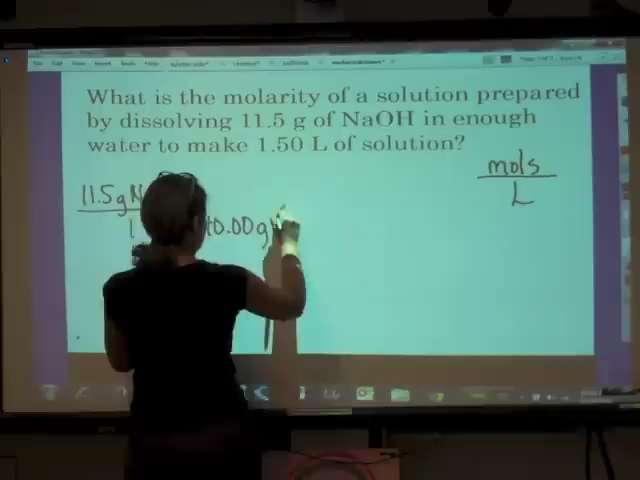 What is the molarity of a solution prepared
by dissolving 11.5 g of NaOH in enough
water to make 1.50 L of solution?
mols
L
11.5g N
1
40.00g